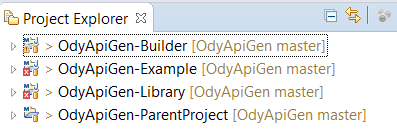 Project Explorer
> OdyApiGen-Builder [OdyApiGen master]
> OdyApiGen-Example [OdyApiGen master]
> OdyApiGen-Library [OdyApiGen master]
> OdyApiGen-ParentProject [OdyApiGen master]